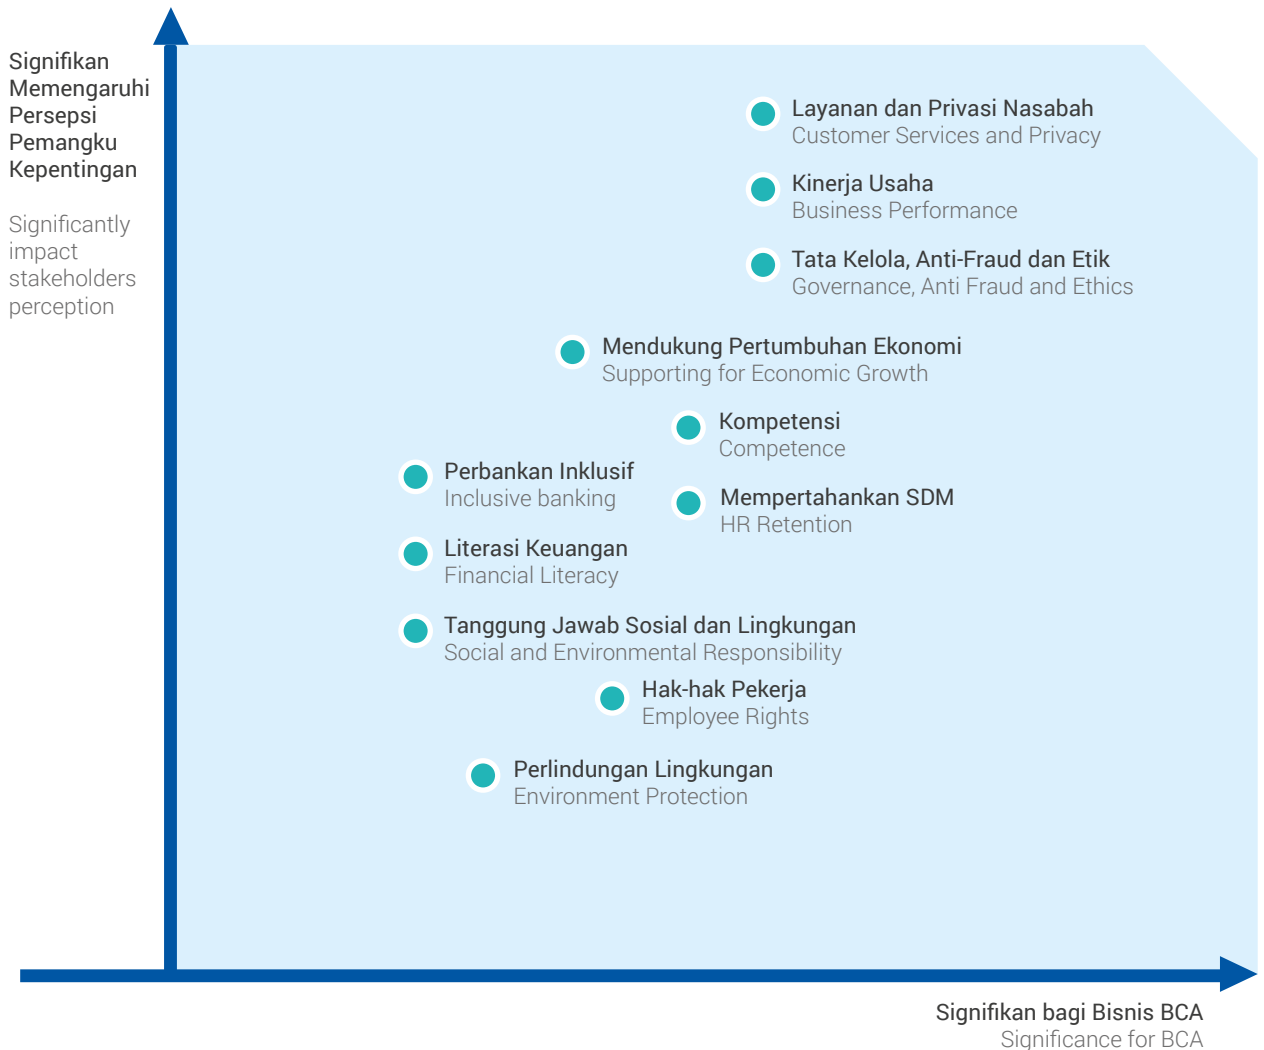 Signifikan
Memengaruhi
Persepsi
Pemangku
Kepentingan
Significantly
impact
stakeholders
perception
Layanan dan Privasi Nasabah
Customer Services and Privacy
Kinerja Usaha
Business Performance
Tata Kelola, Anti-Fraud dan Etik
Governance, Anti Fraud and Ethics
Mendukung Pertumbuhan Ekonomi
Supporting for Economic Growth
Kompetensi
Competence
Perbankan Inklusif
Inclusive banking
Mempertahankan SDM
HR Retention
Literasi Keuangan
Financial Literacy
Tanggung Jawab Sosial dan Lingkungan
Social and Environmental Responsibility
Hak-hak Pekerja
Employee Rights
Perlindungan Lingkungan
Environment Protection
Signifikan bagi Bisnis BCA
Significance for BCA